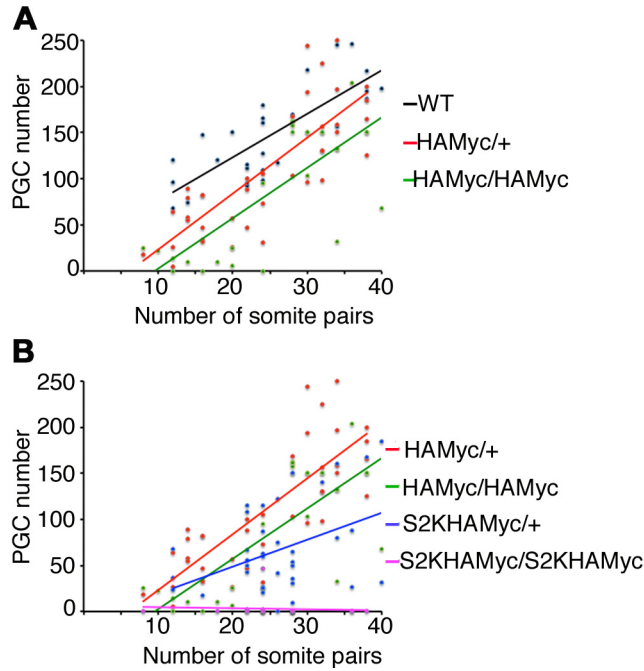 A
250
200
150
100
50
0
PGC number
10 20 30 40
Number of somite pairs
WT
HAMyc/+
HAMyc/HAMyc
B
250
200
150
100
50
0
PGC number
10 20 30 40
Number of somite pairs
HAMyc/+
HAMyc/HAMyc
S2KHAMyc/+
S2KHAMyc/S2KHAMyc